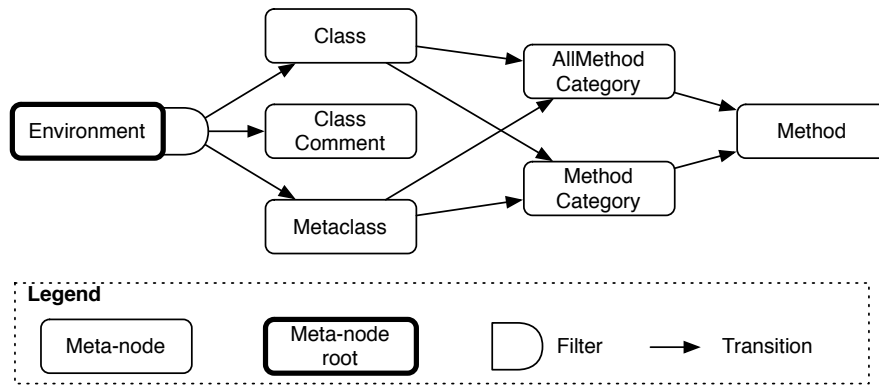 Class
AllMethod
Category
Environment
Class
Comment
Method
Method
Category
Metaclass
Legend
Meta-node
Meta-node
root
Filter
Transition